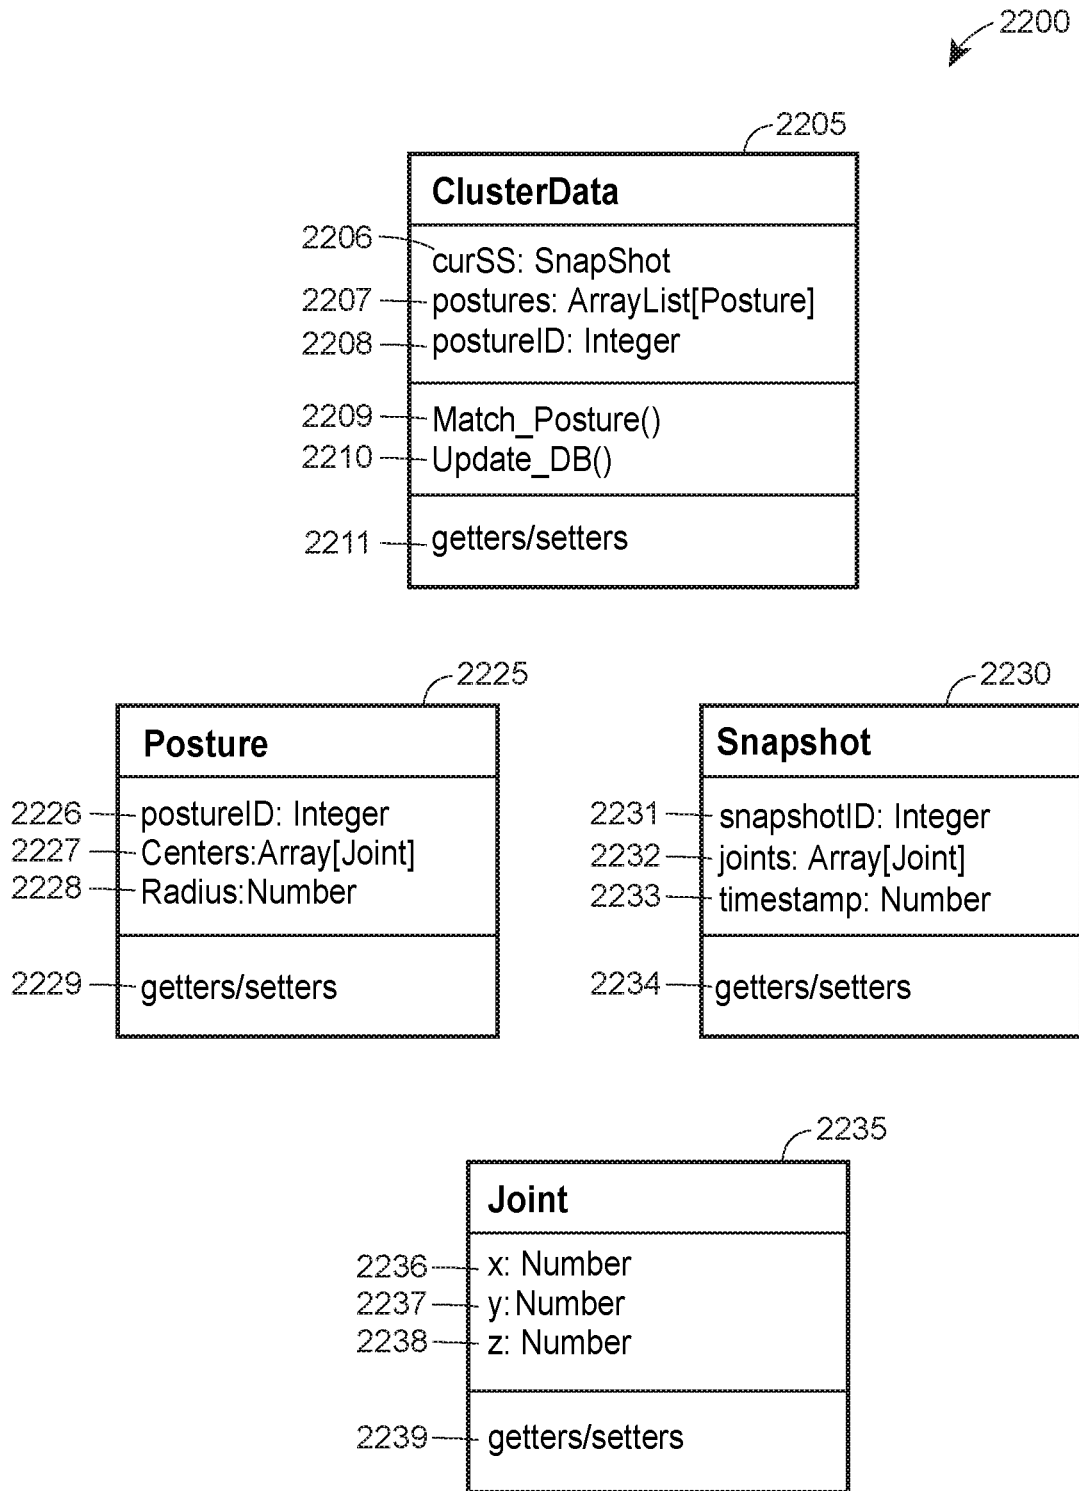 2200
2205
ClusterData
2206
curSS: SnapShot
2207 postures: ArrayList[Posture]
2208 postureID: Integer
2209 Match_Posture()
2210 Update_DB()
2211 getters/setters
2225
Posture
2226 postureID: Integer
2227 Centers:Array[Joint]
2228 Radius:Number
2229 getters/setters
2230
Snapshot
2231 snapshotID: Integer
2232 joints: Array[Joint]
2233 timestamp: Number
2234 getters/setters
2235
Joint
2236 x: Number
2237 y: Number
2238 z: Number
2239 getters/setters